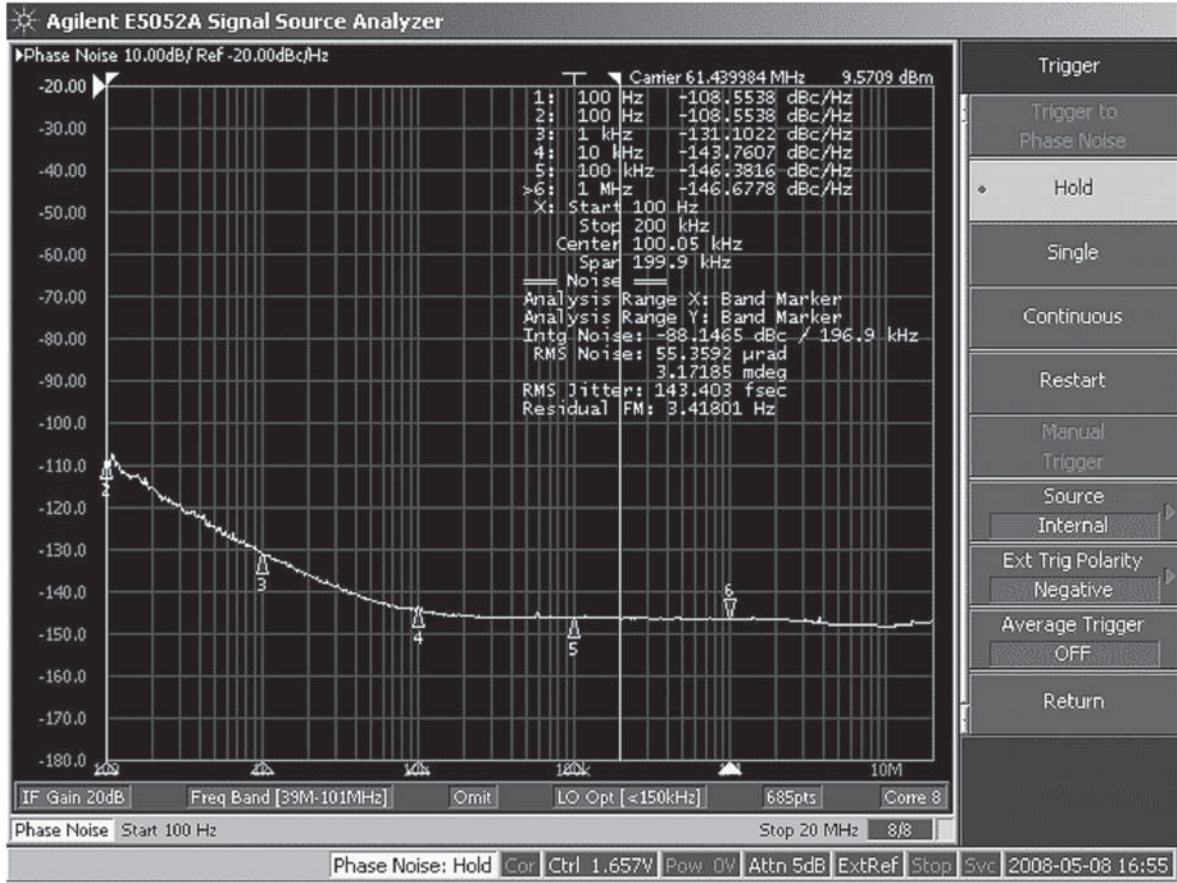 Agilent E5052A Signal Source Analyzer
Phase Noise 10.00dB/ Ref -20.00dBc/Hz
Carrier 61.439984 MHz 9.5709 dBm
1: 100 Hz -108.5538 dBc/Hz
2: 100 Hz -108.5538 dBc/Hz
3: 1 kHz -131.1022 dBc/Hz
4: 10 kHz -143.7607 dBc/Hz
5: 100 kHz -146.3816 dBc/Hz
>6: 1 MHz -146.6778 dBc/Hz
X: Start 100 Hz
Stop 200 kHz
Center 100.05 kHz
Span 199.9 kHz
=== Noise ===
Analysis Range X: Band Marker
Analysis Range Y: Band Marker
Intg Noise: -88.1465 dBc / 196.9 kHz
RMS Noise: 55.3592 µrad
3.17185 mdeg
RMS Jitter: 143.403 fsec
Residual FM: 3.41801 Hz
-20.00
-30.00
-40.00
-50.00
-60.00
-70.00
-80.00
-90.00
-100.0
-110.0
-120.0
-130.0
-140.0
-150.0
-160.0
-170.0
-180.0
2
3
4
5
6
100k
10M
IF Gain 20dB Freq Band [39M-101MHz] Omit LO Opt [<150kHz] 685pts Corre 8
Phase Noise Start 100 Hz Stop 20 MHz 8/8
Trigger
Trigger to
Phase Noise
Hold
Single
Continuous
Restart
Manual
Trigger
Source
Internal
Ext Trig Polarity
Negative
Average Trigger
OFF
Return
Phase Noise: Hold Cor Ctrl 1.657V Pow 0V Attn 5dB ExtRef Stop Svc 2008-05-08 16:55